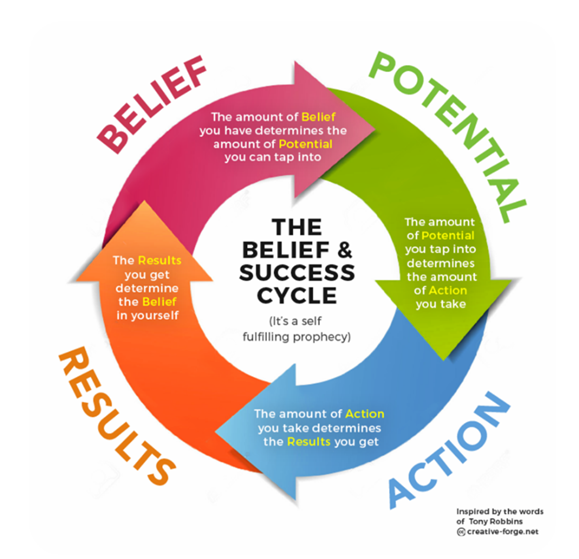 BELIEF
POTENTIAL
The amount of Belief
you have determines the
amount of Potential
you can tap into
The amount
of Potential
you tap into
determines
the amount
of Action
you take
THE
BELIEF &
SUCCESS
CYCLE
(It's a self
fulfilling prophecy)
The Results
you get
determine
the Belief
in yourself
The amount of Action
you take determines
the Results you get
RESULTS
ACTION
Inspired by the words
of Tony Robbins
cc creative-forge.net